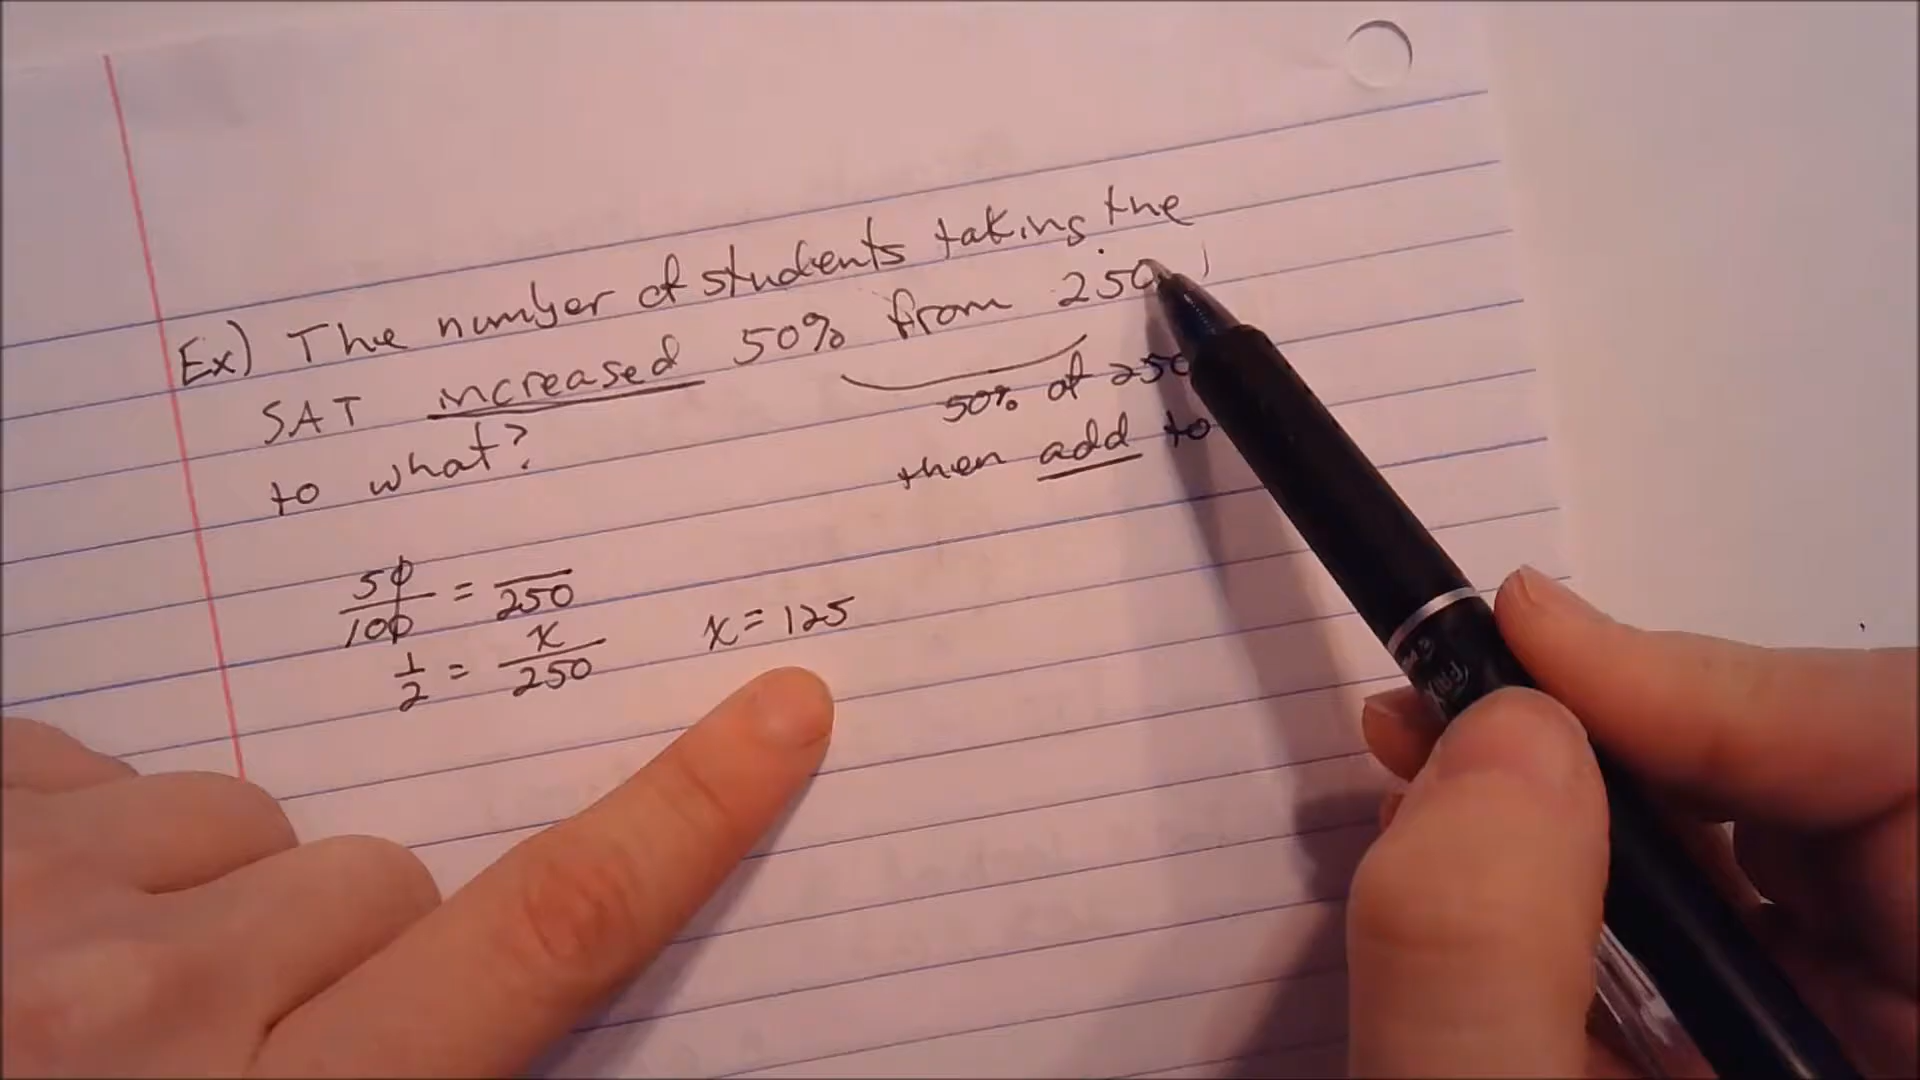 Ex) The number of students taking the
SAT increased 50% from 250
to what?
50% of 250
then add to
50/100 = /250
1/2 = x/250
x = 125